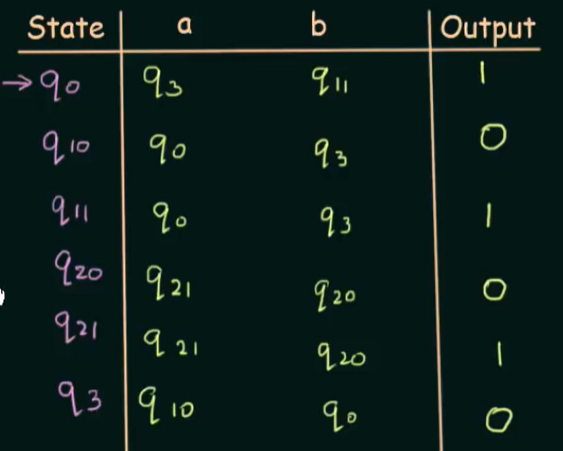 State a b Output
→ q0 q3 q11 1
q10 q0 q3 0
q11 q0 q3 1
q20 q21 q20 0
q21 q21 q20 1
q3 q10 q0 0